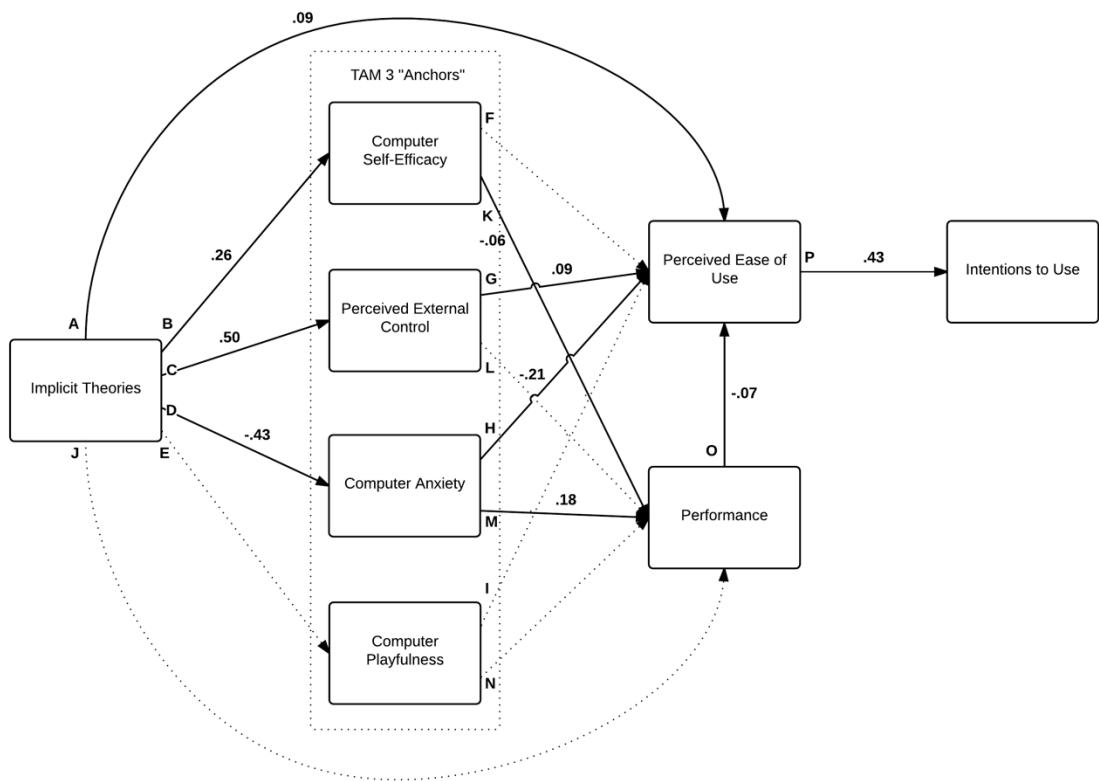 .09
TAM 3 "Anchors"
F
Computer
Self-Efficacy
K
-.06
.26
G
.09
Perceived Ease of
Use
P
.43
Intentions to Use
A
B
Perceived External
Control
.50
C
L
Implicit Theories
D
-.21
-.07
J
E
-.43
H
O
Computer Anxiety
.18
M
Performance
I
Computer
Playfulness
N